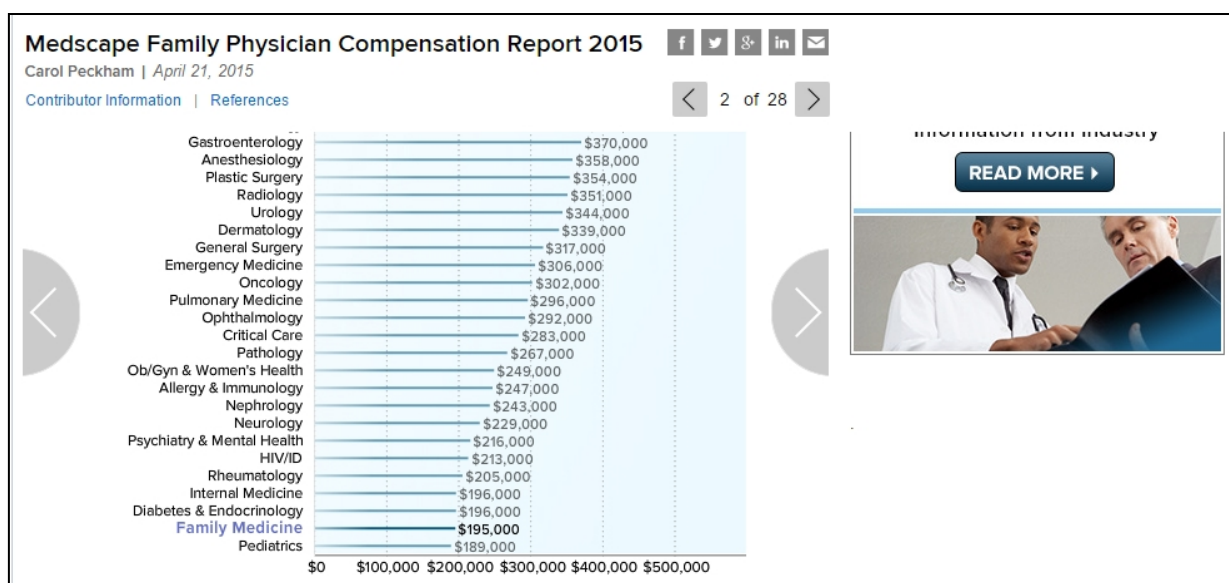 Medscape Family Physician Compensation Report 2015
Carol Peckham | April 21, 2015
Contributor Information | References
2 of 28
Gastroenterology $370,000
Anesthesiology $358,000
Plastic Surgery $354,000
Radiology $351,000
Urology $344,000
Dermatology $339,000
General Surgery $317,000
Emergency Medicine $306,000
Oncology $302,000
Pulmonary Medicine $296,000
Ophthalmology $292,000
Critical Care $283,000
Pathology $267,000
Ob/Gyn & Women's Health $249,000
Allergy & Immunology $247,000
Nephrology $243,000
Neurology $229,000
Psychiatry & Mental Health $216,000
HIV/ID $213,000
Rheumatology $205,000
Internal Medicine $196,000
Diabetes & Endocrinology $196,000
Family Medicine $195,000
Pediatrics $189,000
$0 $100,000 $200,000 $300,000 $400,000 $500,000
Information from Industry
READ MORE